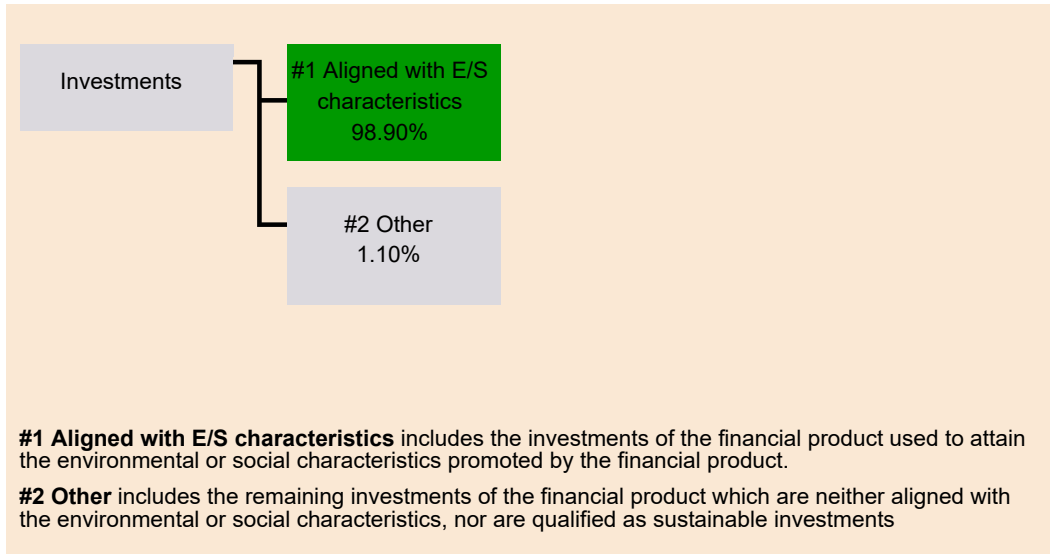 Investments
#1 Aligned with E/S
characteristics
98.90%
#2 Other
1.10%
#1 Aligned with E/S characteristics includes the investments of the financial product used to attain
the environmental or social characteristics promoted by the financial product.
#2 Other includes the remaining investments of the financial product which are neither aligned with
the environmental or social characteristics, nor are qualified as sustainable investments